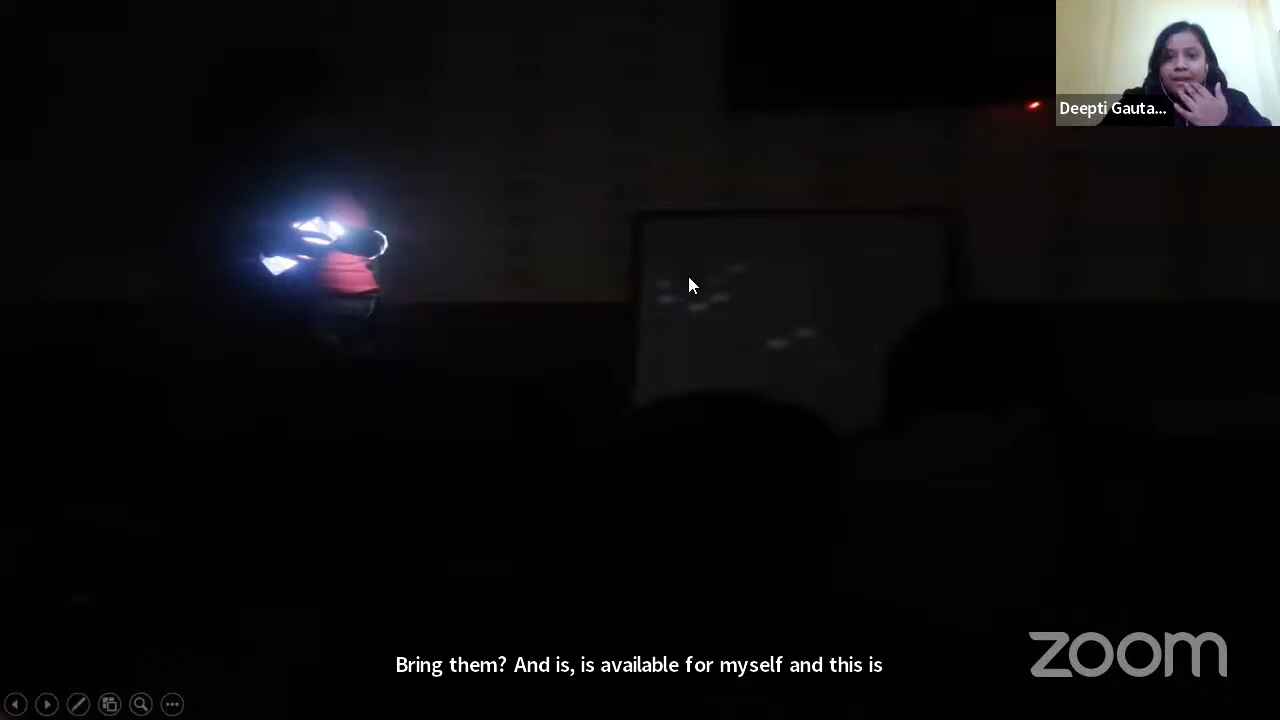 Deepti Gauta...
Bring them? And is, is available for myself and this is
zoom